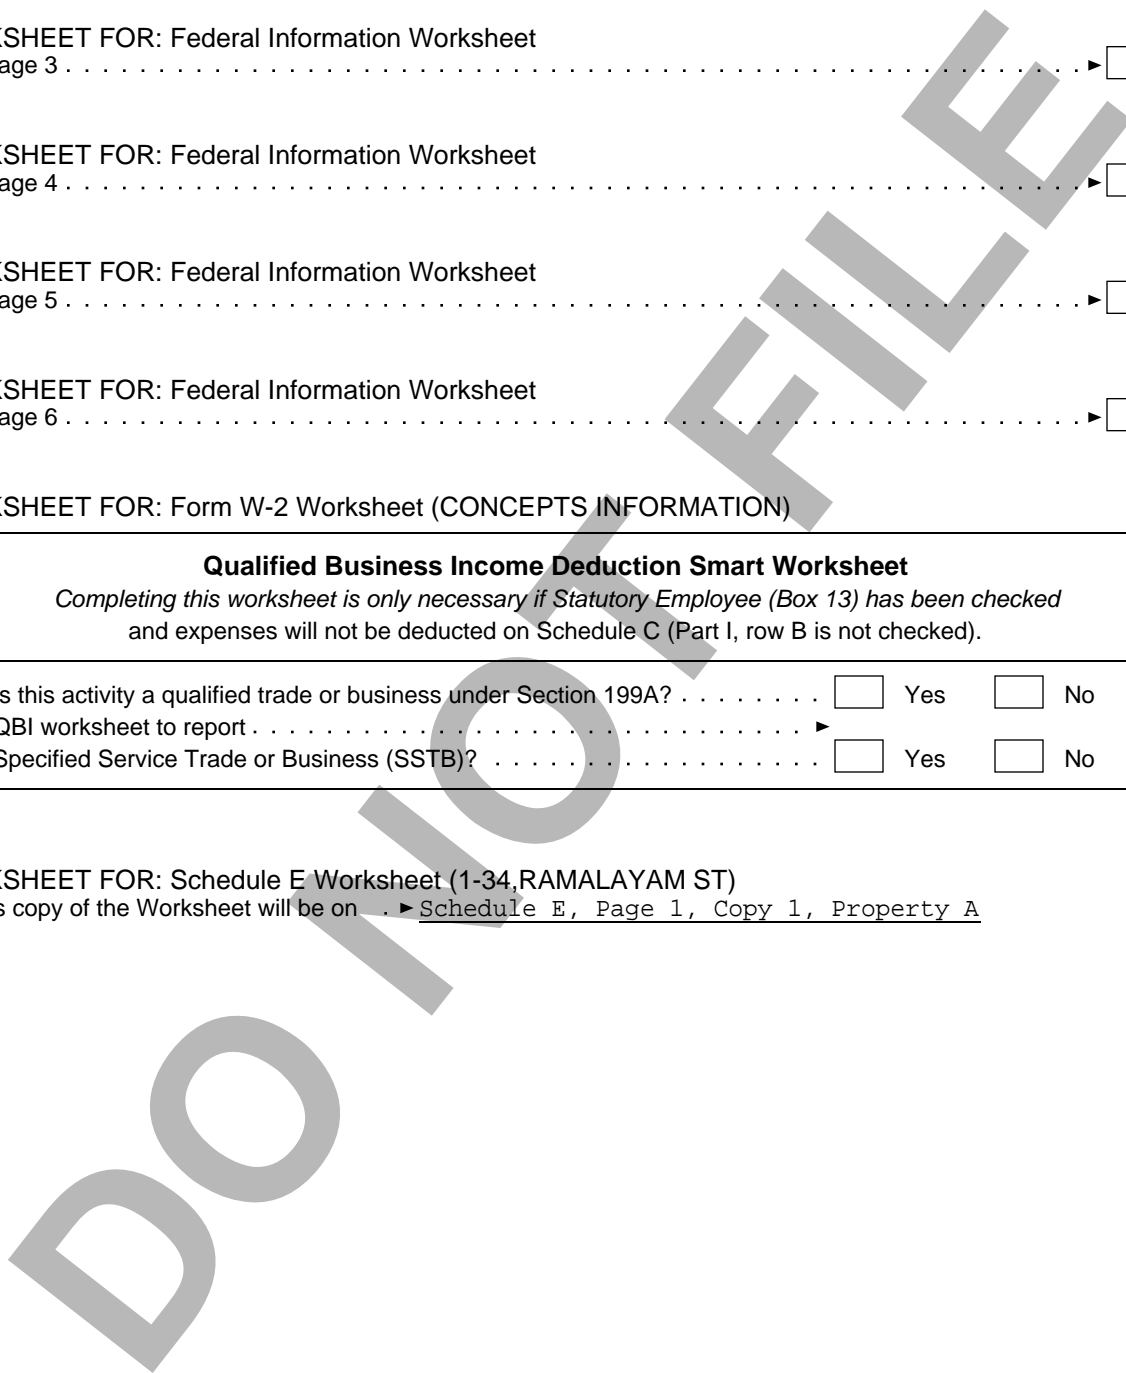 KSHEET FOR: Federal Information Worksheet
age 3 . . . . . . . . . . . . . . . . . . . . . . . . . . . . . . . . . . . . . . . . . . . . . . . . . . . . . . . ►
KSHEET FOR: Federal Information Worksheet
age 4 . . . . . . . . . . . . . . . . . . . . . . . . . . . . . . . . . . . . . . . . . . . . . . . . . . . . . . . ►
KSHEET FOR: Federal Information Worksheet
age 5 . . . . . . . . . . . . . . . . . . . . . . . . . . . . . . . . . . . . . . . . . . . . . . . . . . . . . . . ►
KSHEET FOR: Federal Information Worksheet
age 6 . . . . . . . . . . . . . . . . . . . . . . . . . . . . . . . . . . . . . . . . . . . . . . . . . . . . . . . ►
KSHEET FOR: Form W-2 Worksheet (CONCEPTS INFORMATION)
Qualified Business Income Deduction Smart Worksheet
Completing this worksheet is only necessary if Statutory Employee (Box 13) has been checked
and expenses will not be deducted on Schedule C (Part I, row B is not checked).
s this activity a qualified trade or business under Section 199A? . . . . . . . . Yes No
QBI worksheet to report . . . . . . . . . . . . . . . . . . . . . . . . . . . . . . ►
Specified Service Trade or Business (SSTB)? . . . . . . . . . . . . . . . . . . Yes No
KSHEET FOR: Schedule E Worksheet (1-34,RAMALAYAM ST)
s copy of the Worksheet will be on . ► Schedule E, Page 1, Copy 1, Property A
DO NOT FILE